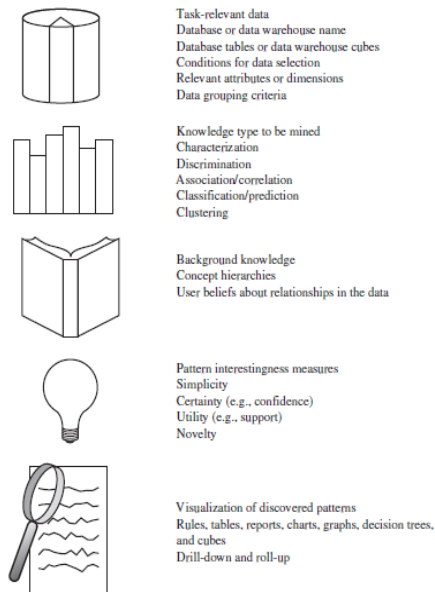 Task-relevant data
Database or data warehouse name
Database tables or data warehouse cubes
Conditions for data selection
Relevant attributes or dimensions
Data grouping criteria
Knowledge type to be mined
Characterization
Discrimination
Association/correlation
Classification/prediction
Clustering
Background knowledge
Concept hierarchies
User beliefs about relationships in the data
Pattern interestingness measures
Simplicity
Certainty (e.g., confidence)
Utility (e.g., support)
Novelty
Visualization of discovered patterns
Rules, tables, reports, charts, graphs, decision trees,
and cubes
Drill-down and roll-up